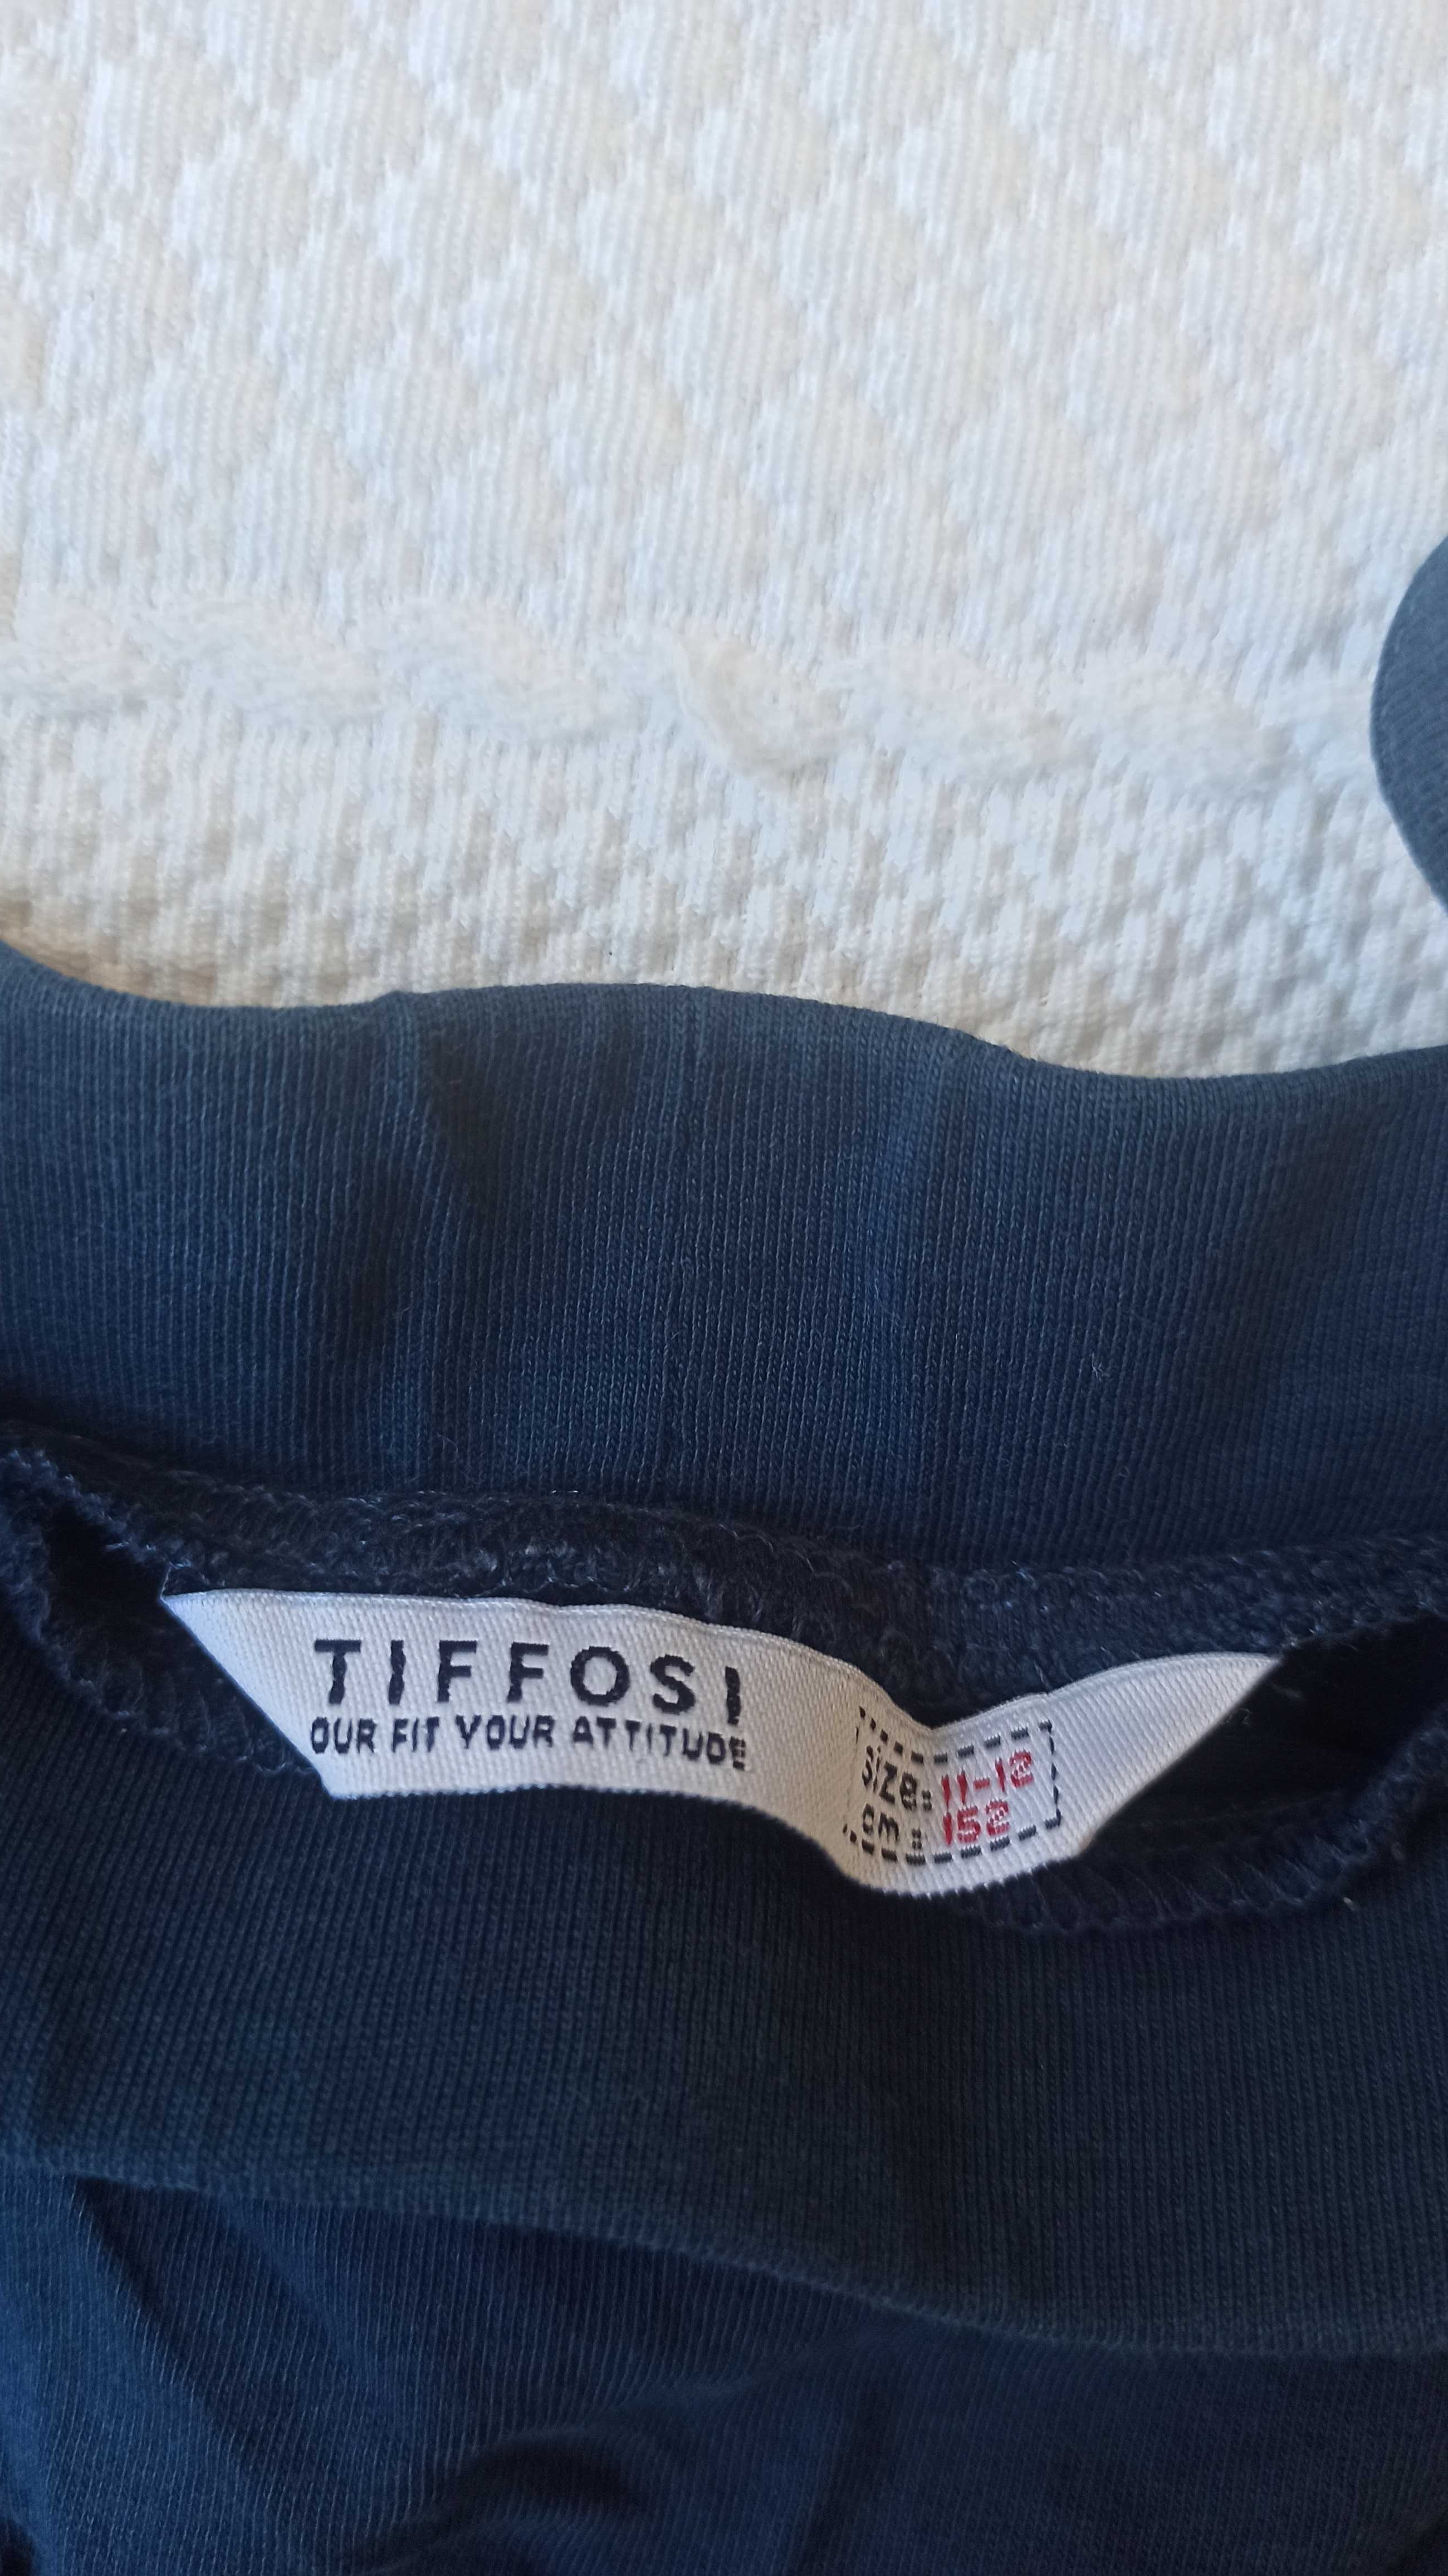 TIFFOSI
OUR FIT YOUR ATTITUDE
size: 11-12
cm: 152